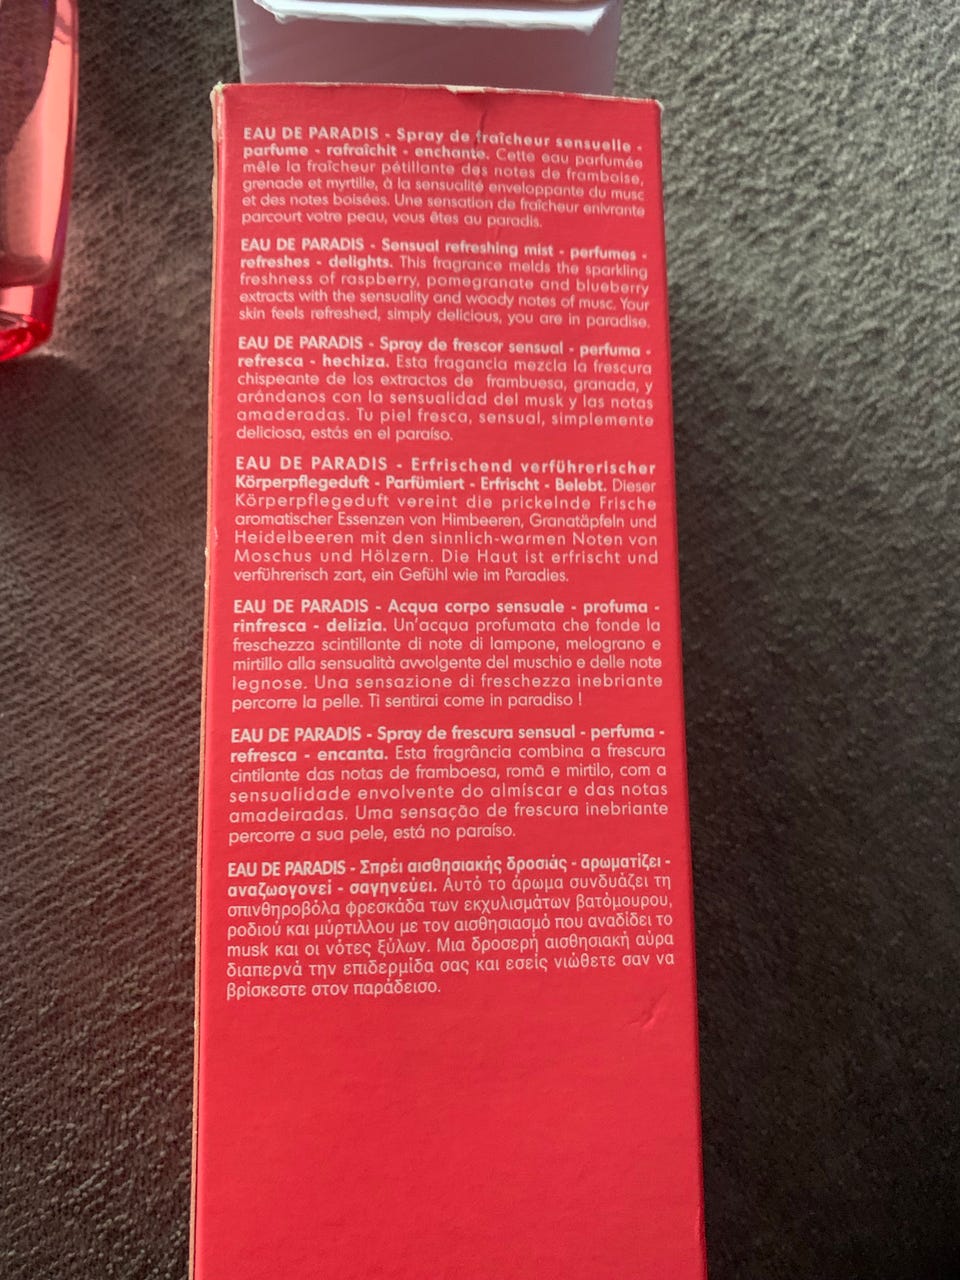 EAU DE PARADIS - Spray de fraîcheur sensuelle -
parfume - rafraîchit - enchante. Cette eau parfumée
mêle la fraîcheur pétillante des notes de framboise,
grenade et myrtille, à la sensualité enveloppante du musc
et des notes boisées. Une sensation de fraîcheur enivrante
parcourt votre peau, vous êtes au paradis.
EAU DE PARADIS - Sensual refreshing mist - perfumes -
refreshes - delights. This fragrance melds the sparkling
freshness of raspberry, pomegranate and blueberry
extracts with the sensuality and woody notes of musc. Your
skin feels refreshed, simply delicious, you are in paradise.
EAU DE PARADIS - Spray de frescor sensual - perfuma -
refresca - hechiza. Esta fragancia mezcla la frescura
chispeante de los extractos de frambuesa, granada, y
arándanos con la sensualidad del musk y las notas
amaderadas. Tu piel fresca, sensual, simplemente
deliciosa, estás en el paraíso.
EAU DE PARADIS - Erfrischend verführerischer
Körperpflegeduft - Parfümiert - Erfrischt - Belebt. Dieser
Körperpflegeduft vereint die prickelnde Frische
aromatischer Essenzen von Himbeeren, Granatäpfeln und
Heidelbeeren mit den sinnlich-warmen Noten von
Moschus und Hölzern. Die Haut ist erfrischt und
verführerisch zart, ein Gefühl wie im Paradies.
EAU DE PARADIS - Acqua corpo sensuale - profuma -
rinfresca - delizia. Un'acqua profumata che fonde la
freschezza scintillante di note di lampone, melograno e
mirtillo alla sensualità avvolgente del muschio e delle note
legnose. Una sensazione di freschezza inebriante
percorre la pelle. Ti sentirai come in paradiso !
EAU DE PARADIS - Spray de frescura sensual - perfuma -
refresca - encanta. Esta fragrância combina a frescura
cintilante das notas de framboesa, romã e mirtilo, com a
sensualidade envolvente do almíscar e das notas
amadeiradas. Uma sensação de frescura inebriante
percorre a sua pele, está no paraíso.
EAU DE PARADIS - Σπρέι αισθησιακής δροσιάς - αρωματίζει -
αναζωογονεί - σαγηνεύει. Αυτό το άρωμα συνδυάζει τη
σπινθηροβόλα φρεσκάδα των εκχυλισμάτων βατόμουρου,
ροδιού και μύρτιλλου με τον αισθησιασμό που αναδίδει το
musk και οι νότες ξύλων. Μια δροσερή αισθησιακή αύρα
διαπερνά την επιδερμίδα σας και εσείς νιώθετε σαν να
βρίσκεστε στον παράδεισο.